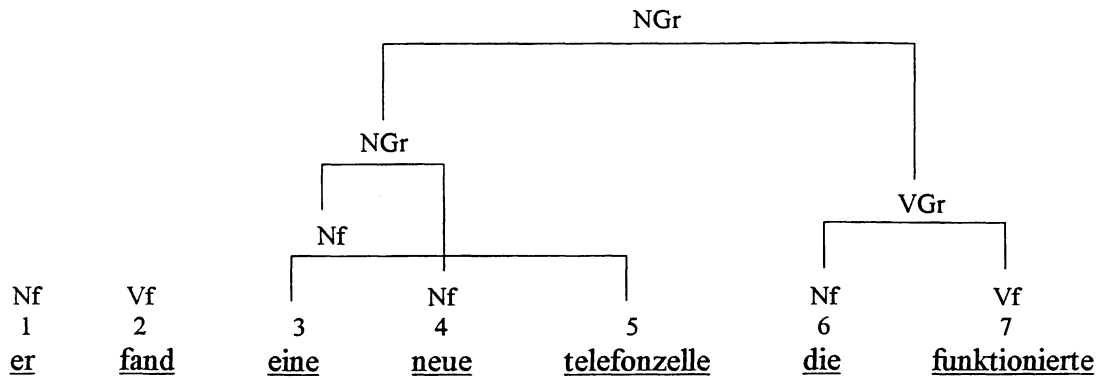 NGr
NGr
VGr
Nf
Nf Vf Nf Nf Vf
1 2 3 4 5 6 7
er fand eine neue telefonzelle die funktionierte